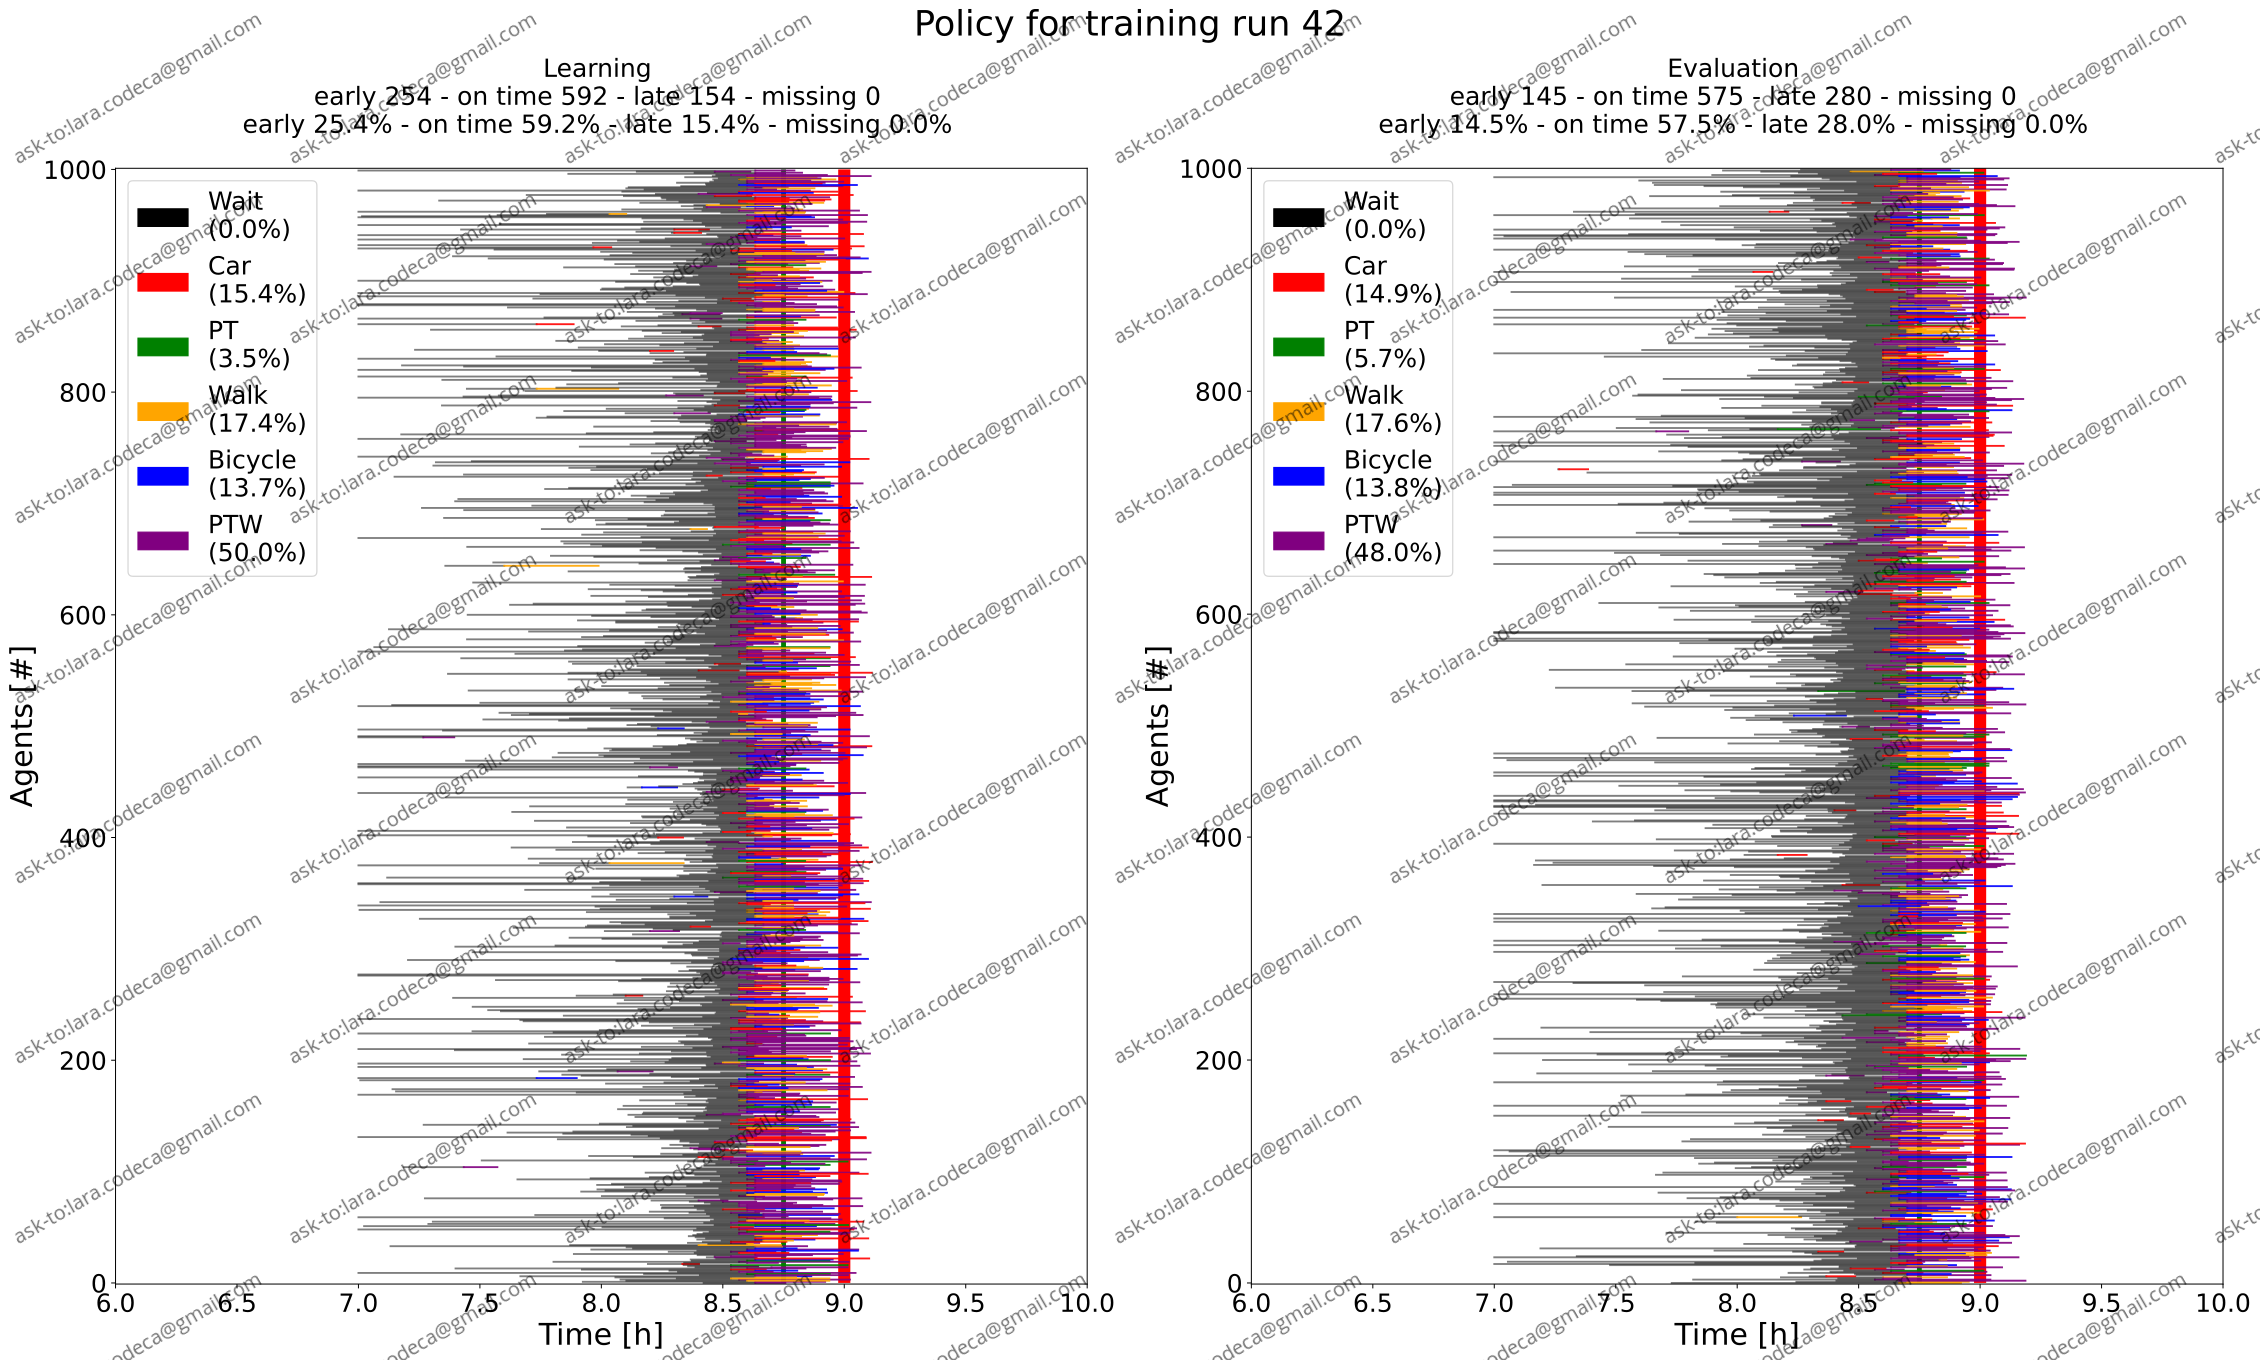 Policy for training run 42
Learning
early 254 - on time 592 - late 154 - missing 0
early 25.4% - on time 59.2% - late 15.4% - missing 0.0%
Agents [#]
1000
800
600
400
200
0
Wait
(0.0%)
Car
(15.4%)
PT
(3.5%)
Walk
(17.4%)
Bicycle
(13.7%)
PTW
(50.0%)
6.0 6.5 7.0 7.5 8.0 8.5 9.0 9.5 10.0
Time [h]
Evaluation
early 145 - on time 575 - late 280 - missing 0
early 14.5% - on time 57.5% - late 28.0% - missing 0.0%
Agents [#]
1000
800
600
400
200
0
Wait
(0.0%)
Car
(14.9%)
PT
(5.7%)
Walk
(17.6%)
Bicycle
(13.8%)
PTW
(48.0%)
6.0 6.5 7.0 7.5 8.0 8.5 9.0 9.5 10.0
Time [h]
ask-to:lara.codeca@gmail.com